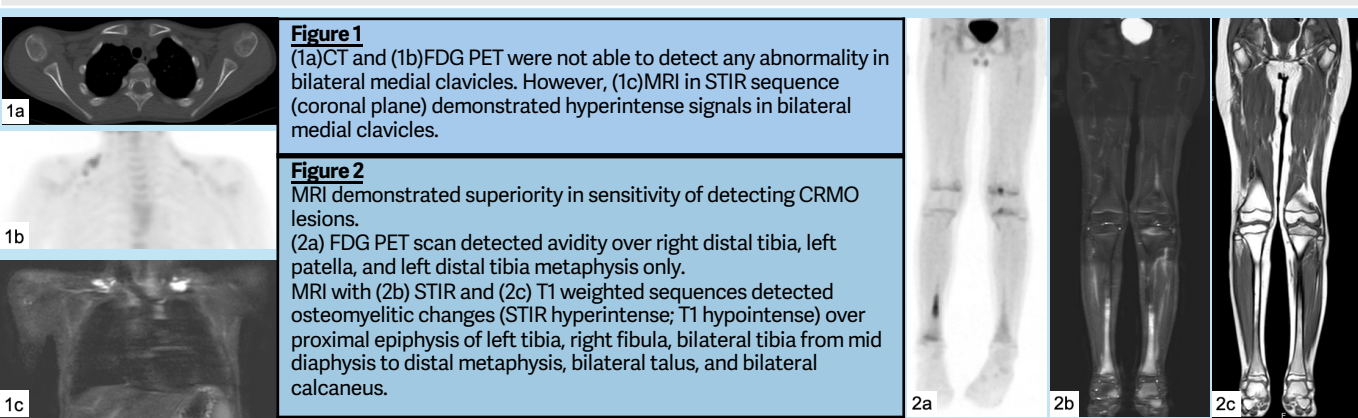 1a
1b
1c
Figure 1
(1a)CT and (1b)FDG PET were not able to detect any abnormality in
bilateral medial clavicles. However, (1c)MRI in STIR sequence
(coronal plane) demonstrated hyperintense signals in bilateral
medial clavicles.
Figure 2
MRI demonstrated superiority in sensitivity of detecting CRMO
lesions.
(2a) FDG PET scan detected avidity over right distal tibia, left
patella, and left distal tibia metaphysis only.
MRI with (2b) STIR and (2c) T1 weighted sequences detected
osteomyelitic changes (STIR hyperintense; T1 hypointense) over
proximal epiphysis of left tibia, right fibula, bilateral tibia from mid
diaphysis to distal metaphysis, bilateral talus, and bilateral
calcaneus.
2a
2b
2c
F